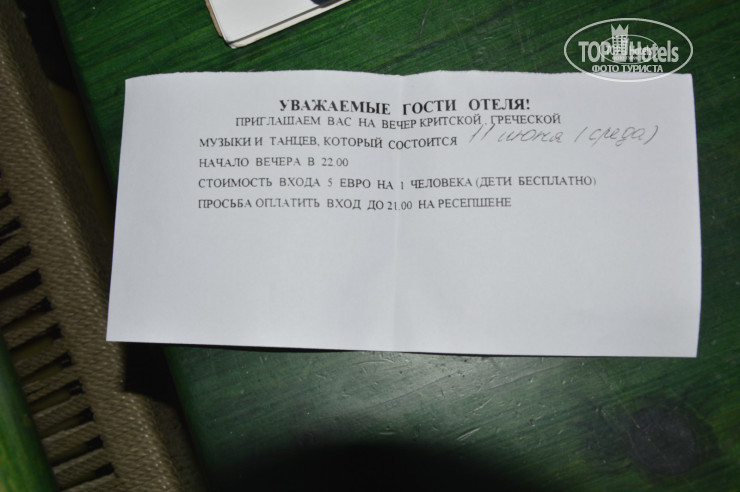 TOPHotels
ФОТО ТУРИСТА
УВАЖАЕМЫЕ ГОСТИ ОТЕЛЯ!
ПРИГЛАШАЕМ ВАС НА ВЕЧЕР КРИТСКОЙ, ГРЕЧЕСКОЙ
МУЗЫКИ И ТАНЦЕВ, КОТОРЫЙ СОСТОИТСЯ 11 июня (среда)
НАЧАЛО ВЕЧЕРА В 22.00
СТОИМОСТЬ ВХОДА 5 ЕВРО НА 1 ЧЕЛОВЕКА (ДЕТИ БЕСПЛАТНО)
ПРОСЬБА ОПЛАТИТЬ ВХОД ДО 21.00 НА РЕСЕПШЕНЕ